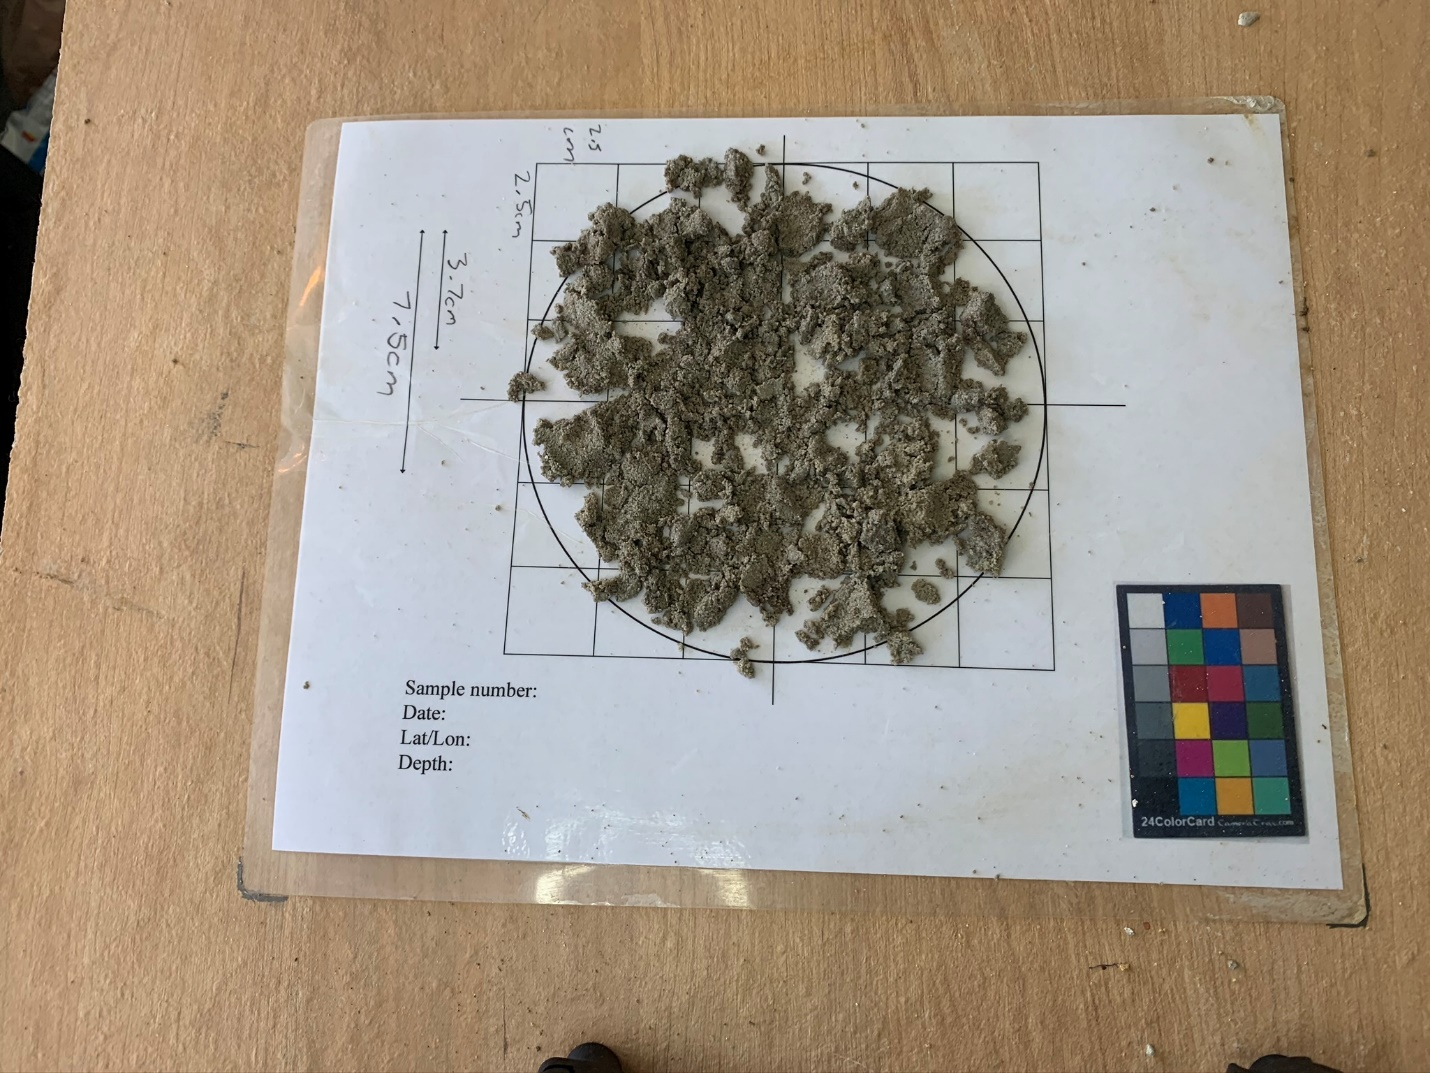 2.5
cm
2.5cm
3.7cm
7.5cm
Sample number:
Date:
Lat/Lon:
Depth:
24ColorCard